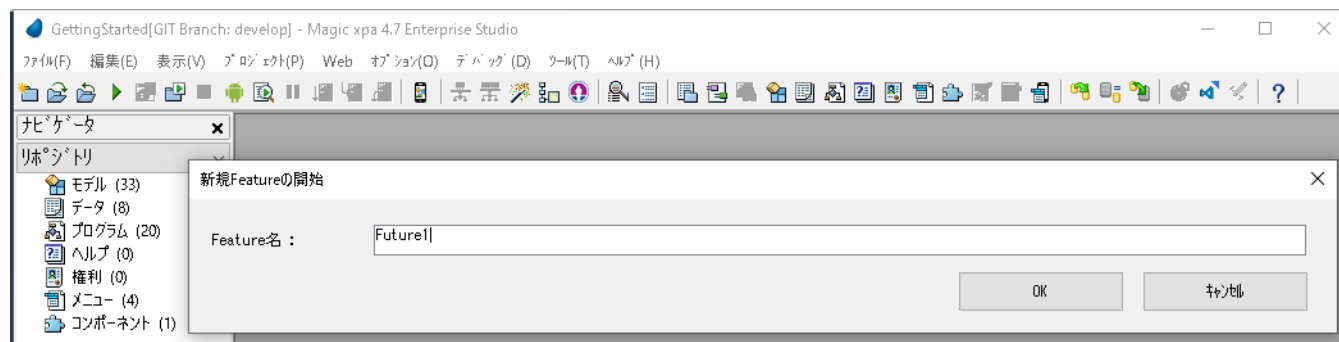 GettingStarted[GIT Branch: develop] - Magic xpa 4.7 Enterprise Studio
ﾌｧｲﾙ(F) 編集(E) 表示(V) ﾌﾟﾛｼﾞｪｸﾄ(P) Web ｵﾌﾟｼｮﾝ(O) ﾃﾞﾊﾞｯｸﾞ(D) ﾂｰﾙ(T) ﾍﾙﾌﾟ(H)
ﾅﾋﾞｹﾞｰﾀ
ﾘﾎﾟｼﾞﾄﾘ
モデル (33)
データ (8)
プログラム (20)
ヘルプ (0)
権利 (0)
メニュー (4)
コンポーネント (1)
新規Featureの開始
Feature名：
Future1
OK
ｷｬﾝｾﾙ